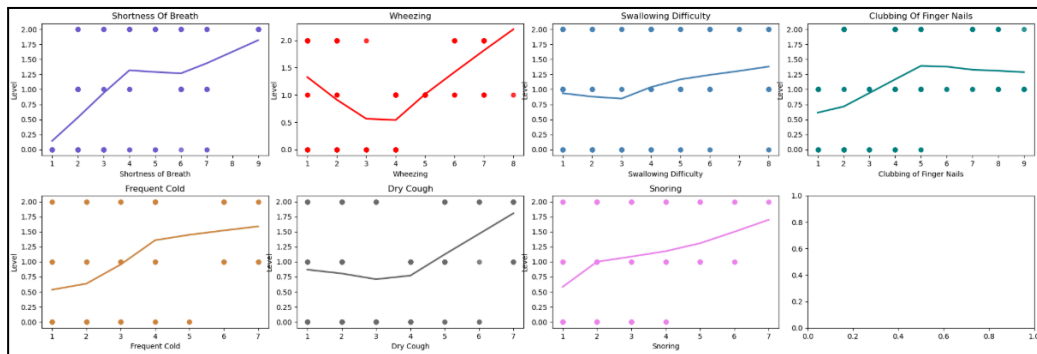 Shortness Of Breath
Wheezing
Swallowing Difficulty
Clubbing Of Finger Nails
2.00
1.75
1.50
1.25
1.00
0.75
0.50
0.25
0.00
Level
1 2 3 4 5 6 7 8 9
Shortness of Breath
2.0
1.5
1.0
0.5
0.0
Level
1 2 3 4 5 6 7 8
Wheezing
2.00
1.75
1.50
1.25
1.00
0.75
0.50
0.25
0.00
Level
1 2 3 4 5 6 7 8
Swallowing Difficulty
2.00
1.75
1.50
1.25
1.00
0.75
0.50
0.25
0.00
Level
1 2 3 4 5 6 7 8 9
Clubbing of Finger Nails
Frequent Cold
Dry Cough
Snoring
2.00
1.75
1.50
1.25
1.00
0.75
0.50
0.25
0.00
Level
1 2 3 4 5 6 7
Frequent Cold
2.00
1.75
1.50
1.25
1.00
0.75
0.50
0.25
0.00
Level
1 2 3 4 5 6 7
Dry Cough
2.00
1.75
1.50
1.25
1.00
0.75
0.50
0.25
0.00
Level
1 2 3 4 5 6 7
Snoring
1.0
0.8
0.6
0.4
0.2
0.0
0.0 0.2 0.4 0.6 0.8 1.0